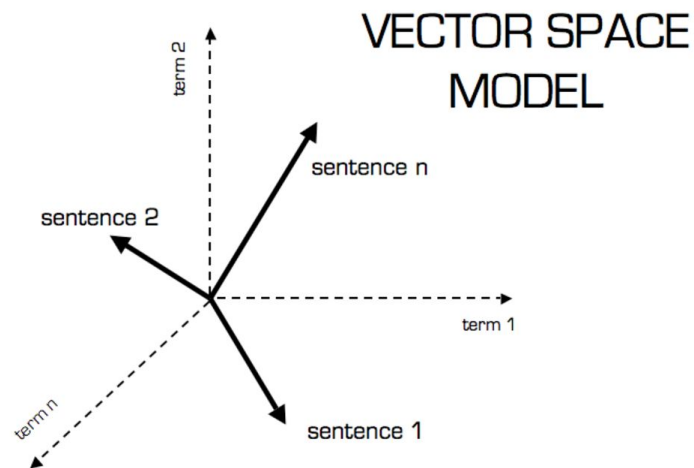 VECTOR SPACE
MODEL
term 2
sentence n
sentence 2
term 1
term n
sentence 1